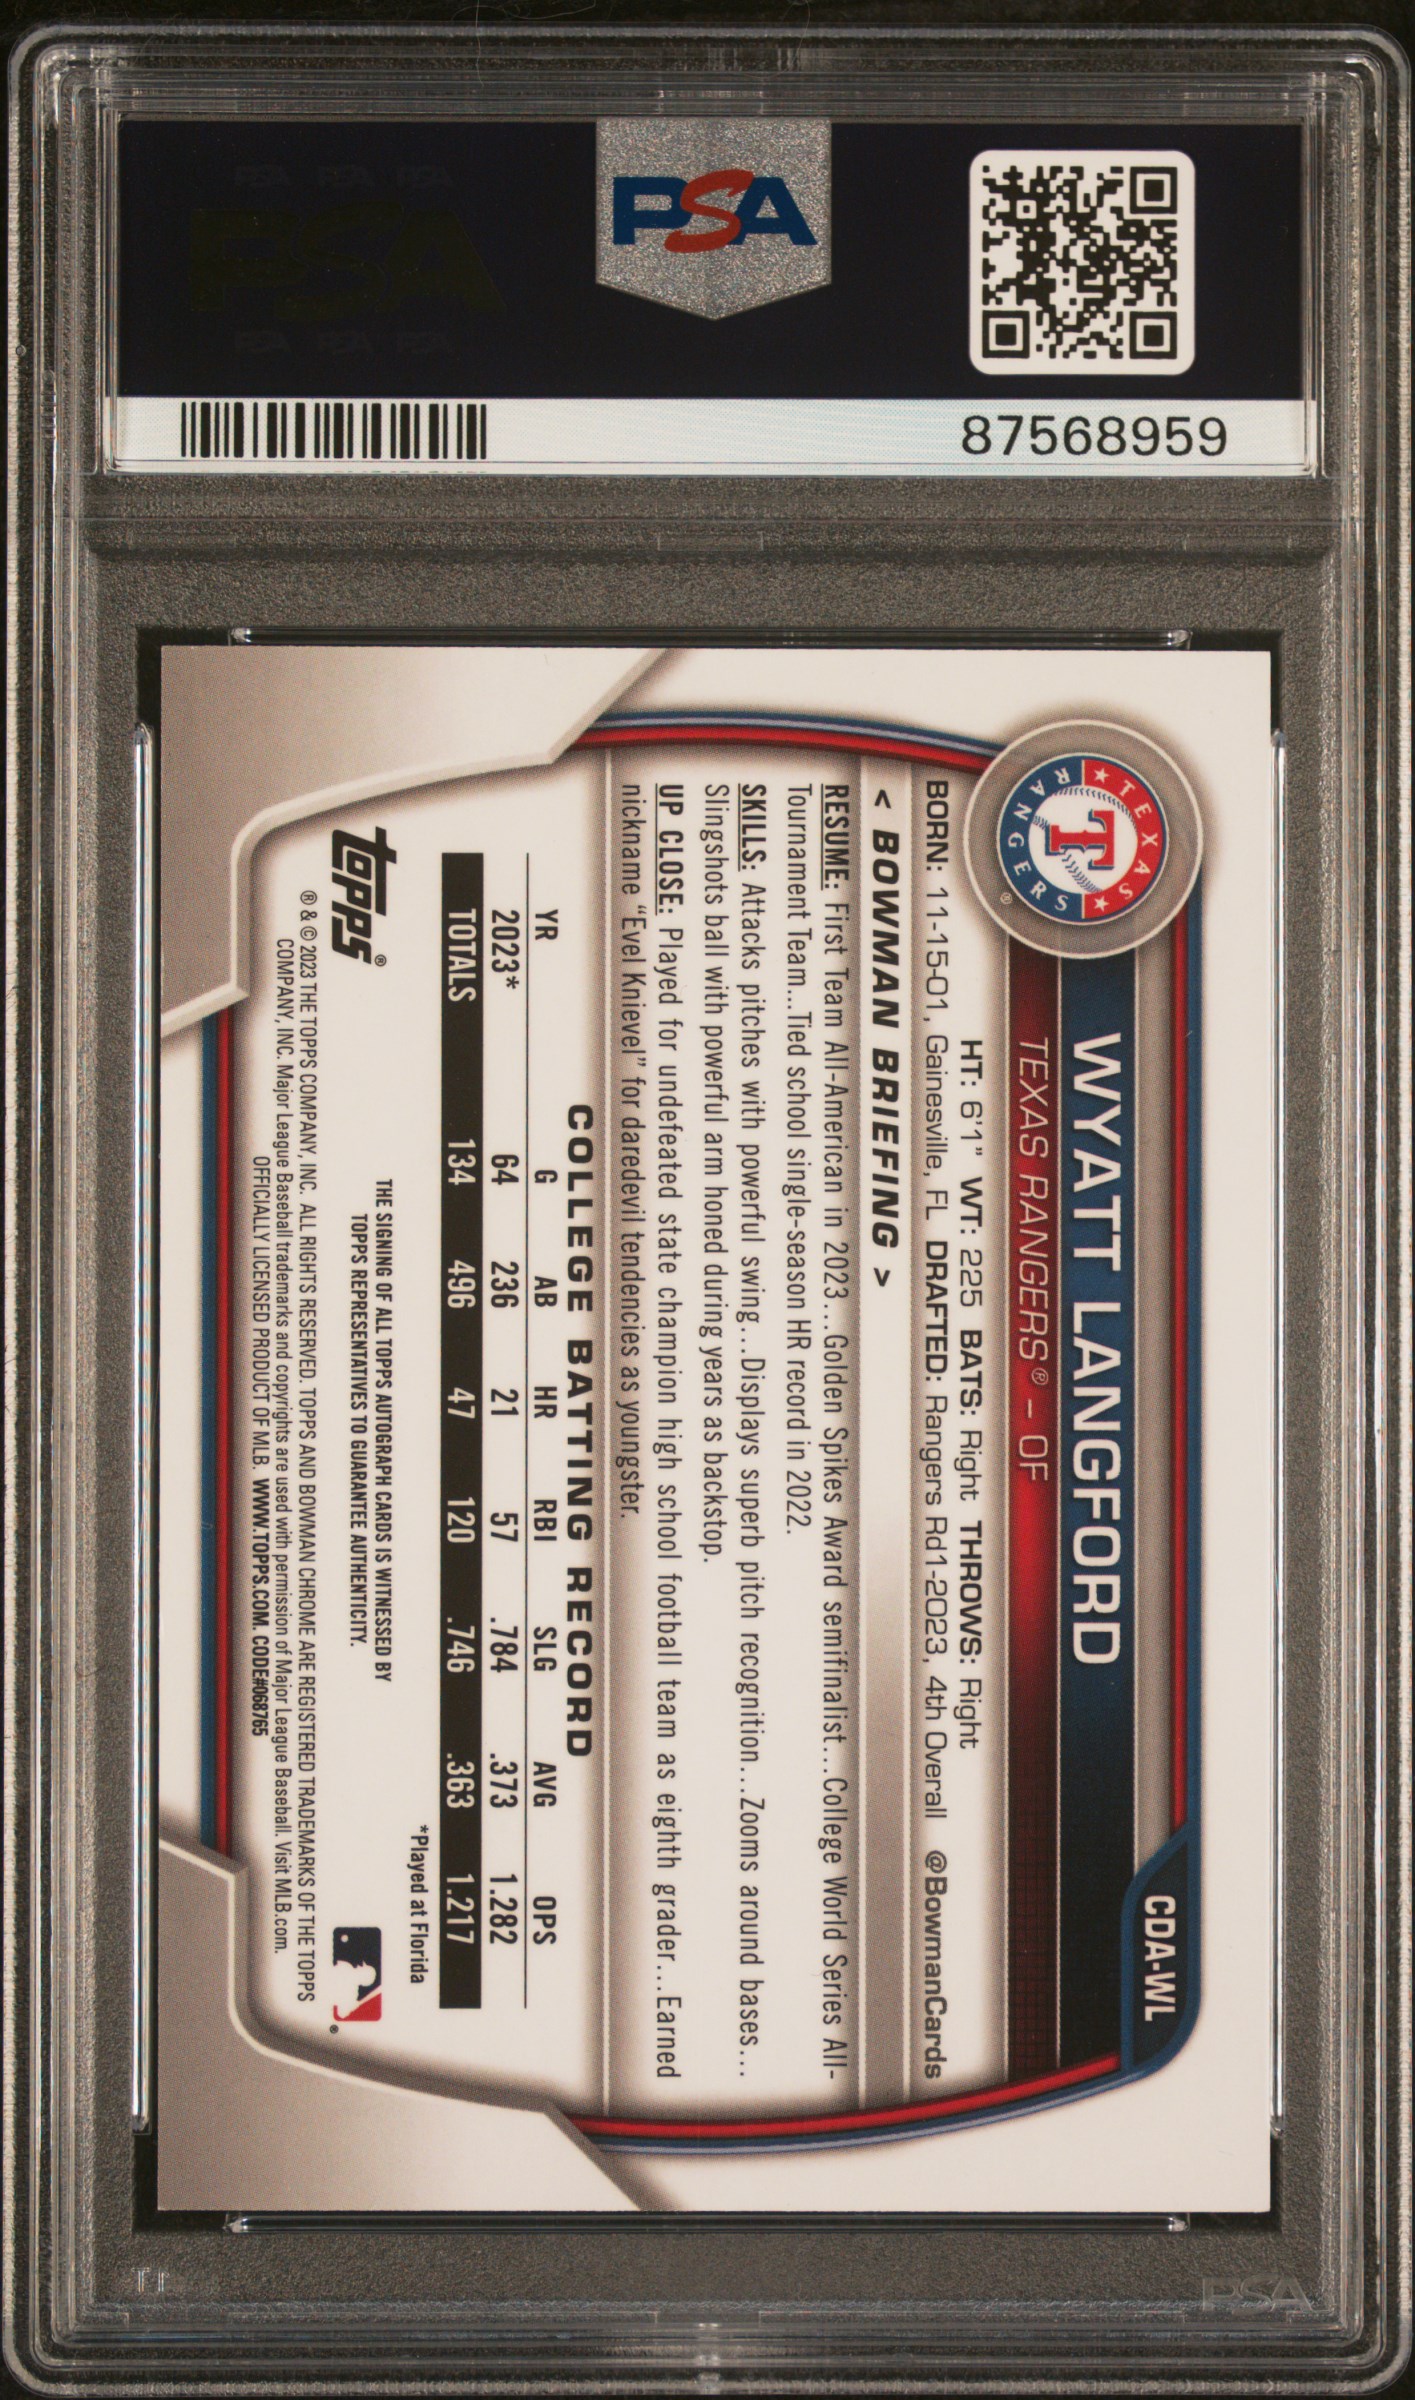 PSA
87568959
CDA-WL
TEXAS RANGERS
®
WYATT LANGFORD
TEXAS RANGERS® – OF
HT: 6'1" WT: 225 BATS: Right THROWS: Right
BORN: 11-15-01, Gainesville, FL DRAFTED: Rangers Rd1-2023, 4th Overall @BowmanCards
< BOWMAN BRIEFING >
RESUME: First Team All-American in 2023...Golden Spikes Award semifinalist...College World Series All-
Tournament Team...Tied school single-season HR record in 2022.
SKILLS: Attacks pitches with powerful swing...Displays superb pitch recognition...Zooms around bases...
Slingshots ball with powerful arm honed during years as backstop.
UP CLOSE: Played for undefeated state champion high school football team as eighth grader...Earned
nickname "Evel Knievel" for daredevil tendencies as youngster.
COLLEGE BATTING RECORD
YR G AB HR RBI SLG AVG OPS
2023* 64 236 21 57 .784 .373 1.282
TOTALS 134 496 47 120 .746 .363 1.217
*Played at Florida
THE SIGNING OF ALL TOPPS AUTOGRAPH CARDS IS WITNESSED BY
TOPPS REPRESENTATIVES TO GUARANTEE AUTHENTICITY.
topps®
® & © 2023 THE TOPPS COMPANY, INC. ALL RIGHTS RESERVED. TOPPS AND BOWMAN CHROME ARE REGISTERED TRADEMARKS OF THE TOPPS
COMPANY, INC. Major League Baseball trademarks and copyrights are used with permission of Major League Baseball. Visit MLB.com.
OFFICIALLY LICENSED PRODUCT OF MLB. WWW.TOPPS.COM. CODE#068765
PSA